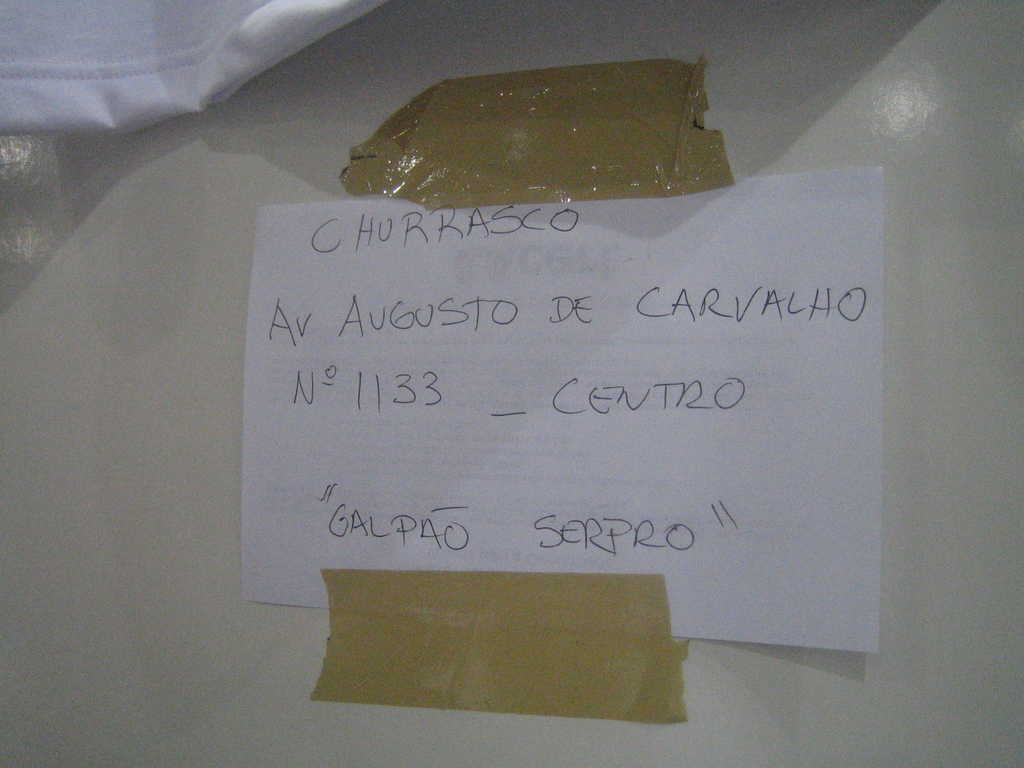 CHURRASCO
AV AUGUSTO DE CARVALHO
Nº 1133 _ CENTRO
"GALPÃO SERPRO"